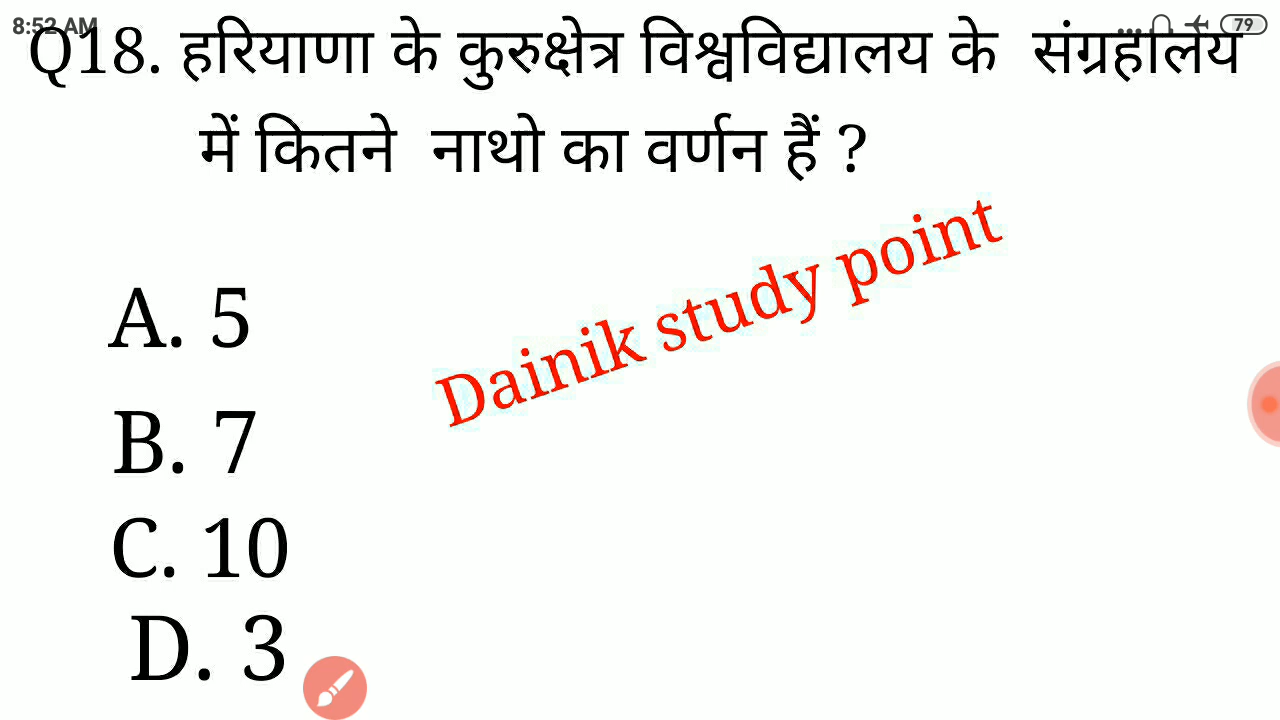 8:52 AM
79
Q18. हरियाणा के कुरुक्षेत्र विश्वविद्यालय के संग्रहालय
में कितने नाथो का वर्णन हैं ?
Dainik study point
A. 5
B. 7
C. 10
D. 3